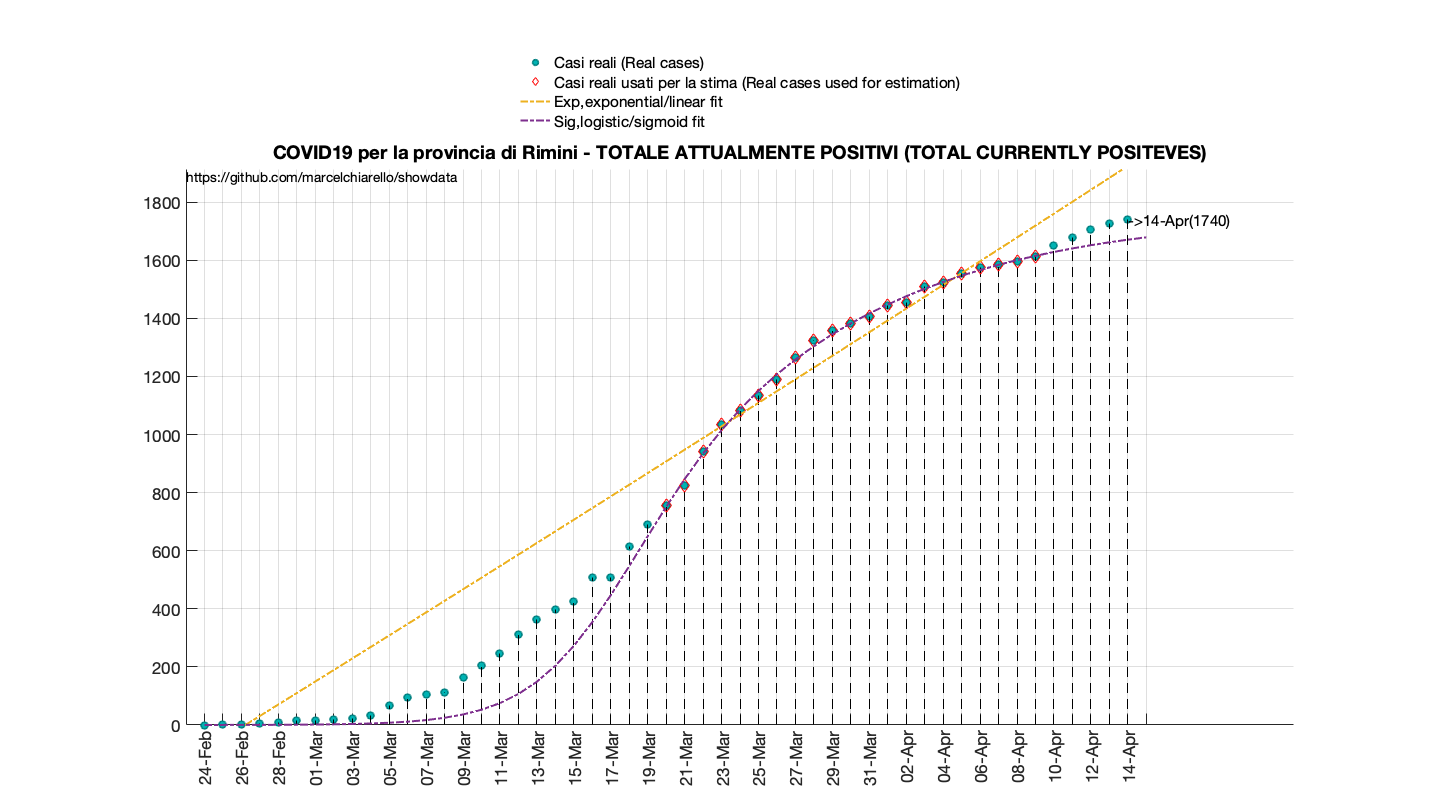 Casi reali (Real cases)
Casi reali usati per la stima (Real cases used for estimation)
Exp,exponential/linear fit
Sig,logistic/sigmoid fit
COVID19 per la provincia di Rimini - TOTALE ATTUALMENTE POSITIVI (TOTAL CURRENTLY POSITEVES)
https://github.com/marcelchiarello/showdata
1800
->14-Apr(1740)
1600
1400
1200
1000
800
600
400
200
0
24-Feb
26-Feb
28-Feb
01-Mar
03-Mar
05-Mar
07-Mar
09-Mar
11-Mar
13-Mar
15-Mar
17-Mar
19-Mar
21-Mar
23-Mar
25-Mar
27-Mar
29-Mar
31-Mar
02-Apr
04-Apr
06-Apr
08-Apr
10-Apr
12-Apr
14-Apr